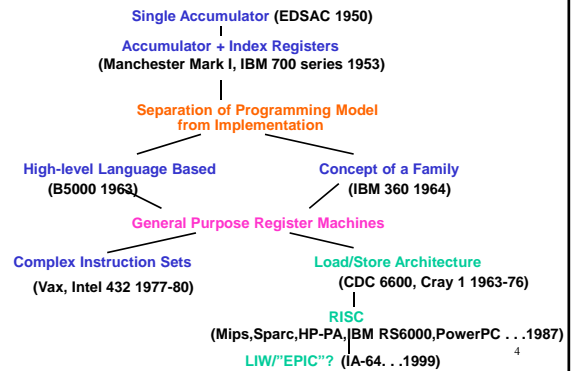 Single Accumulator (EDSAC 1950)
Accumulator + Index Registers
(Manchester Mark I, IBM 700 series 1953)
Separation of Programming Model
from Implementation
High-level Language Based
(B5000 1963)
Concept of a Family
(IBM 360 1964)
General Purpose Register Machines
Complex Instruction Sets
(Vax, Intel 432 1977-80)
Load/Store Architecture
(CDC 6600, Cray 1 1963-76)
RISC
(Mips,Sparc,HP-PA,IBM RS6000,PowerPC . . .1987)
LIW/"EPIC"? (IA-64. . .1999)
4